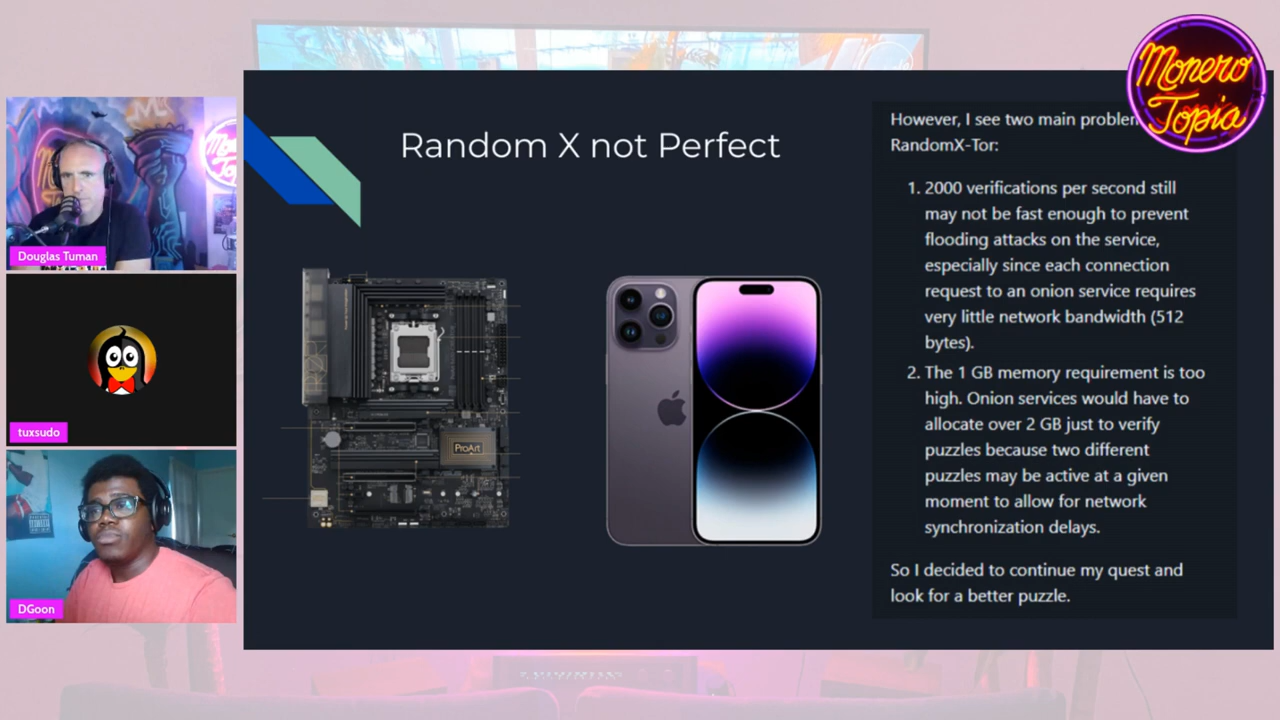 Monero
Topia
Random X not Perfect
However, I see two main
RandomX-Tor:
1. 2000 verifications per second still
may not be fast enough to prevent
flooding attacks on the service,
especially since each connection
request to an onion service requires
very little network bandwidth (512
bytes).
2. The 1 GB memory requirement is too
high. Onion services would have to
allocate over 2 GB just to verify
puzzles because two different
puzzles may be active at a given
moment to allow for network
synchronization delays.
So I decided to continue my quest and
look for a better puzzle.
ProArt
Douglas Tuman
tuxsudo
DGoon